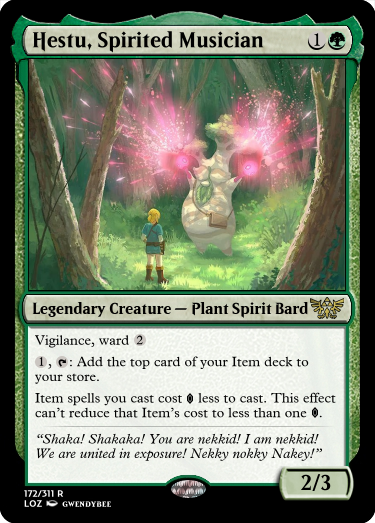 Hestu, Spirited Musician 1
Legendary Creature — Plant Spirit Bard
Vigilance, ward 2
1, : Add the top card of your Item deck to
your store.
Item spells you cast cost less to cast. This effect
can't reduce that Item's cost to less than one .
“Shaka! Shakaka! You are nekkid! I am nekkid!
We are united in exposure! Nekky nokky Nakey!”
2/3
172/311 R
LOZ GWENDYBEE